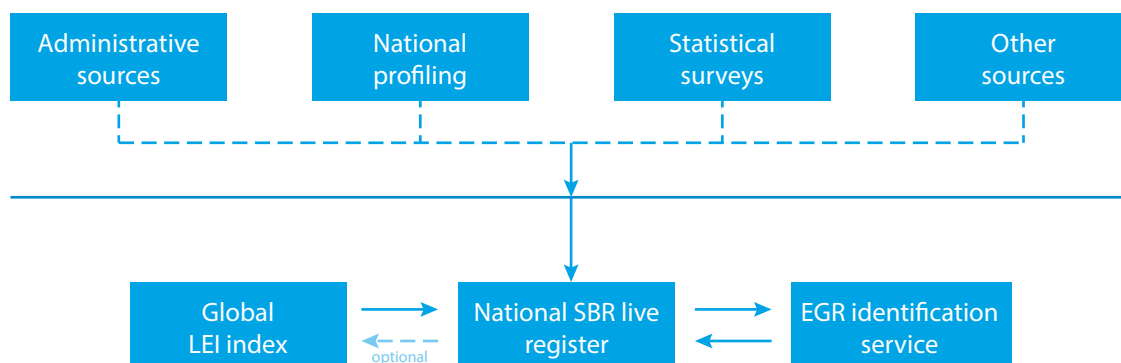 Administrative
sources
National
profiling
Statistical
surveys
Other
sources
Global
LEI index
optional
National SBR live
register
EGR identification
service